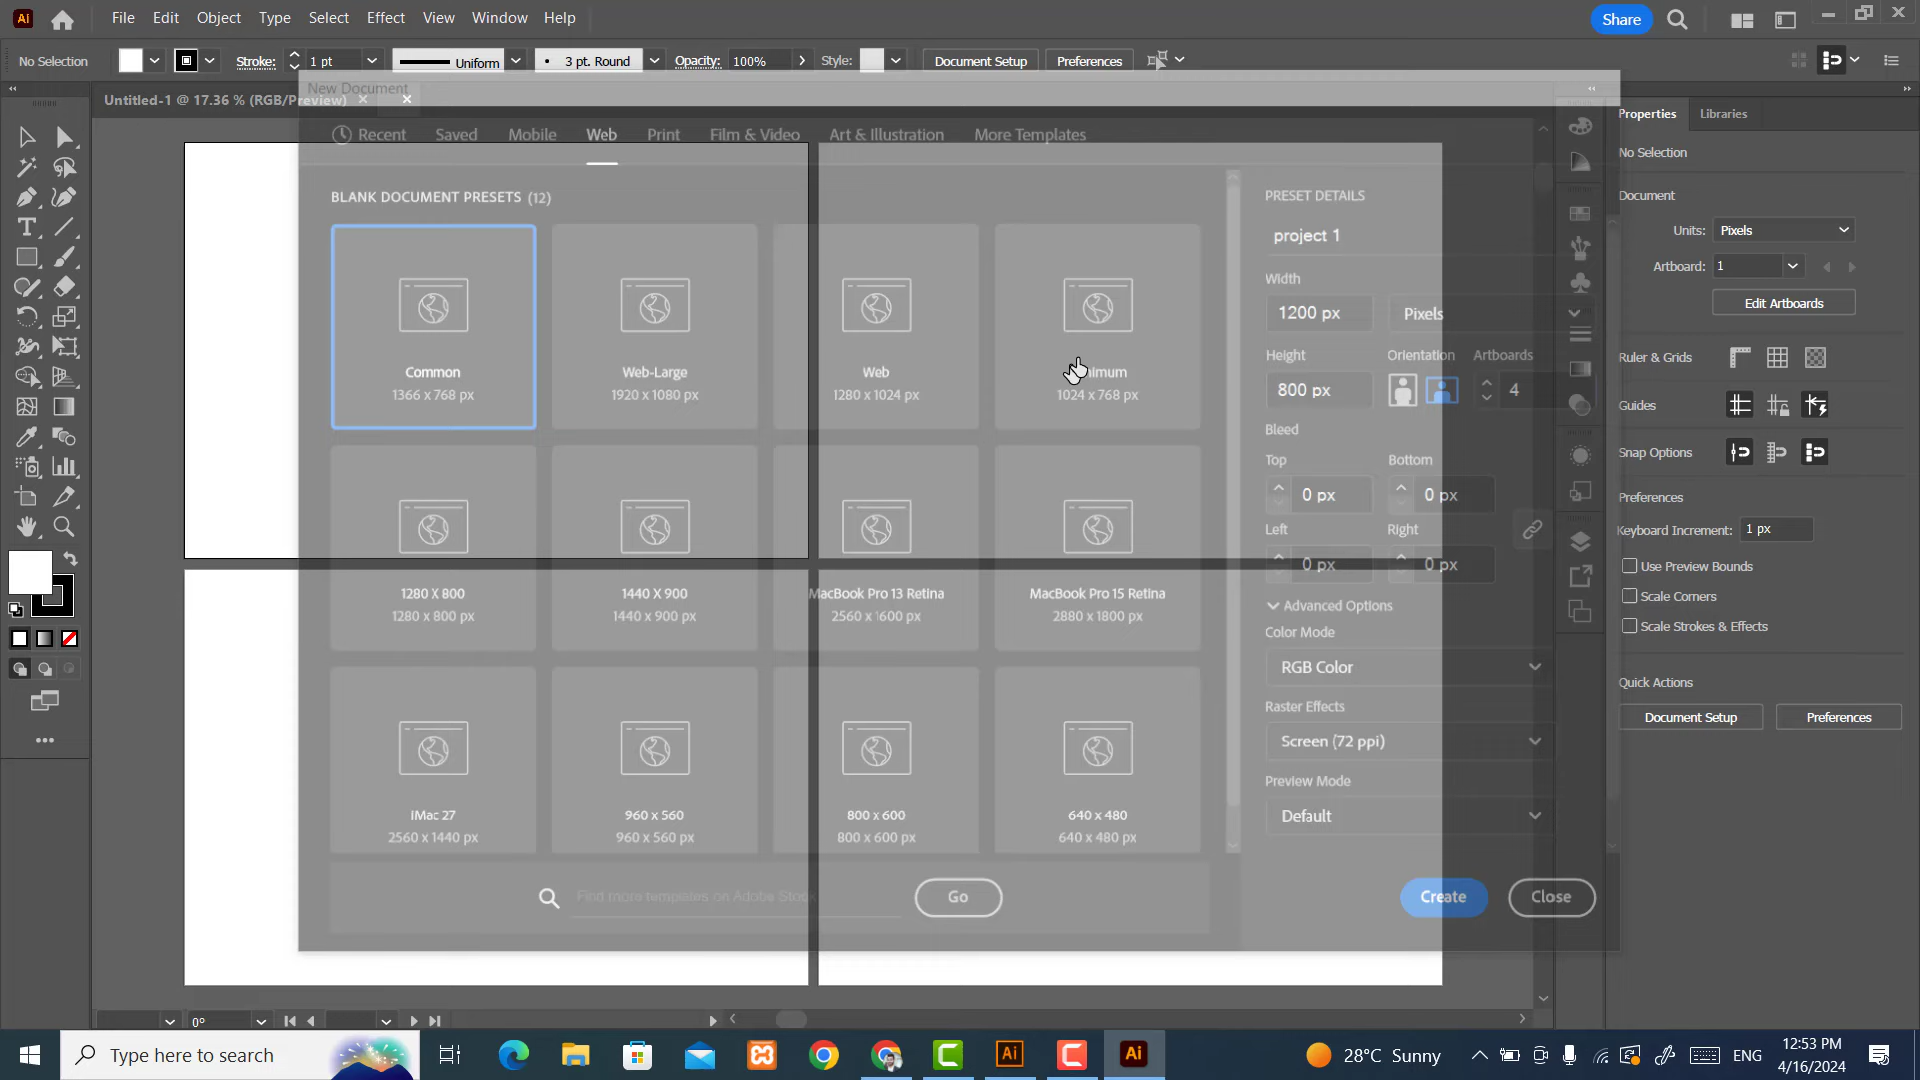 Ai File Edit Object Type Select Effect View Window Help Share
No Selection Stroke: 1 pt Uniform 3 pt. Round Opacity: 100% Style: Document Setup Preferences
New Document
Untitled-1 @ 17.36 % (RGB/Preview)
Properties Libraries
Recent Saved Mobile Web Print Film & Video Art & Illustration More Templates
No Selection
BLANK DOCUMENT PRESETS (12)
PRESET DETAILS
Document
project 1
Units: Pixels
Artboard: 1
Width
Edit Artboards
1200 px Pixels
Height Orientation Artboards
Ruler & Grids
Common Web-Large Web
1366 x 768 px 1920 x 1080 px 1280 x 1024 px 1024 x 768 px
800 px 4
Guides
Bleed
Top Bottom
Snap Options
0 px 0 px
Preferences
Left Right
Keyboard Increment: 1 px
0 px 0 px
Use Preview Bounds
1280 X 800 1440 X 900 MacBook Pro 13 Retina MacBook Pro 15 Retina
Scale Corners
1280 x 800 px 1440 x 900 px 2560 x 1600 px 2880 x 1800 px
Advanced Options
Scale Strokes & Effects
Color Mode
RGB Color
Quick Actions
Raster Effects
Document Setup Preferences
Screen (72 ppi)
Preview Mode
iMac 27 960 x 560 800 x 600 640 x 480
2560 x 1440 px 960 x 560 px 800 x 600 px 640 x 480 px
Default
Find more templates on Adobe Stock Go Create Close
0°
Type here to search Ai Ai 28°C Sunny ENG 12:53 PM
4/16/2024